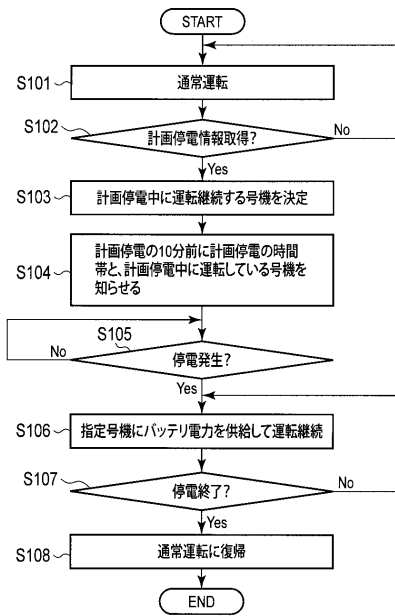 START
S101
通常運転
S102
計画停電情報取得?
No
Yes
S103
計画停電中に運転継続する号機を決定
S104
計画停電の10分前に計画停電の時間
帯と、計画停電中に運転している号機を
知らせる
S105
停電発生?
No
Yes
S106
指定号機にバッテリ電力を供給して運転継続
S107
停電終了?
No
Yes
S108
通常運転に復帰
END